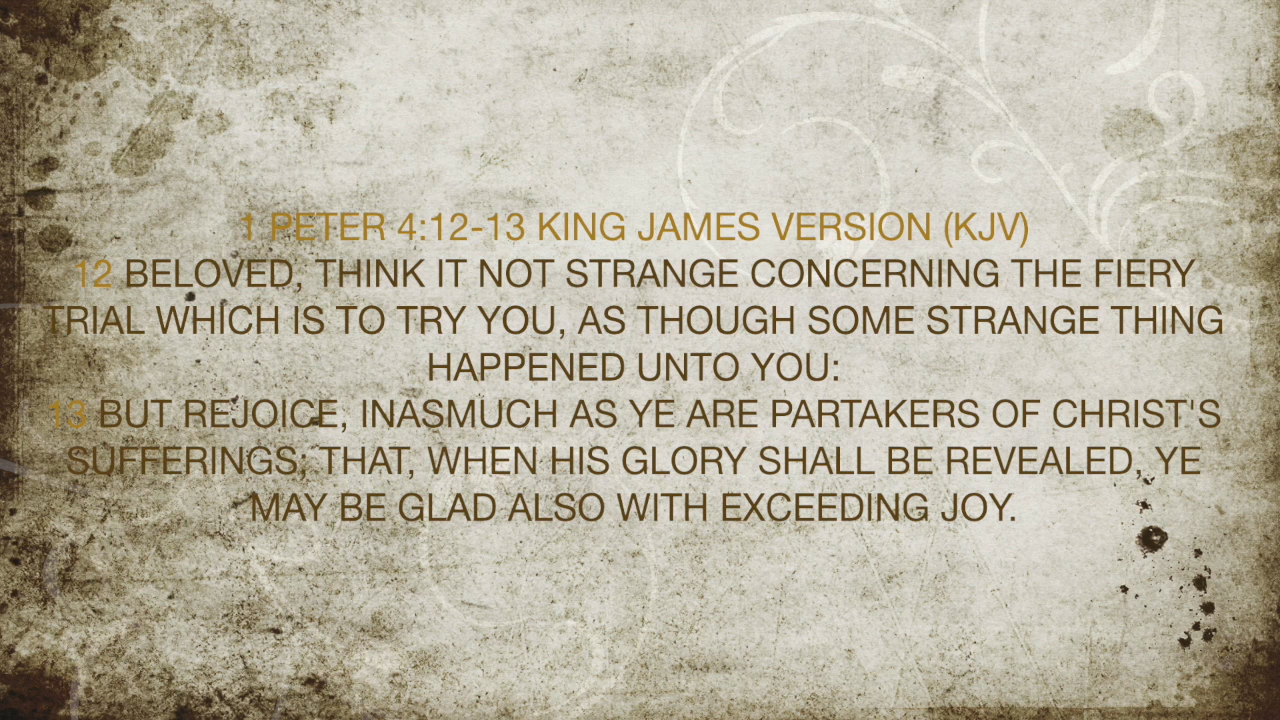 1 PETER 4:12-13 KING JAMES VERSION (KJV)
12 BELOVED, THINK IT NOT STRANGE CONCERNING THE FIERY
TRIAL WHICH IS TO TRY YOU, AS THOUGH SOME STRANGE THING
HAPPENED UNTO YOU:
13 BUT REJOICE, INASMUCH AS YE ARE PARTAKERS OF CHRIST'S
SUFFERINGS; THAT, WHEN HIS GLORY SHALL BE REVEALED, YE
MAY BE GLAD ALSO WITH EXCEEDING JOY.